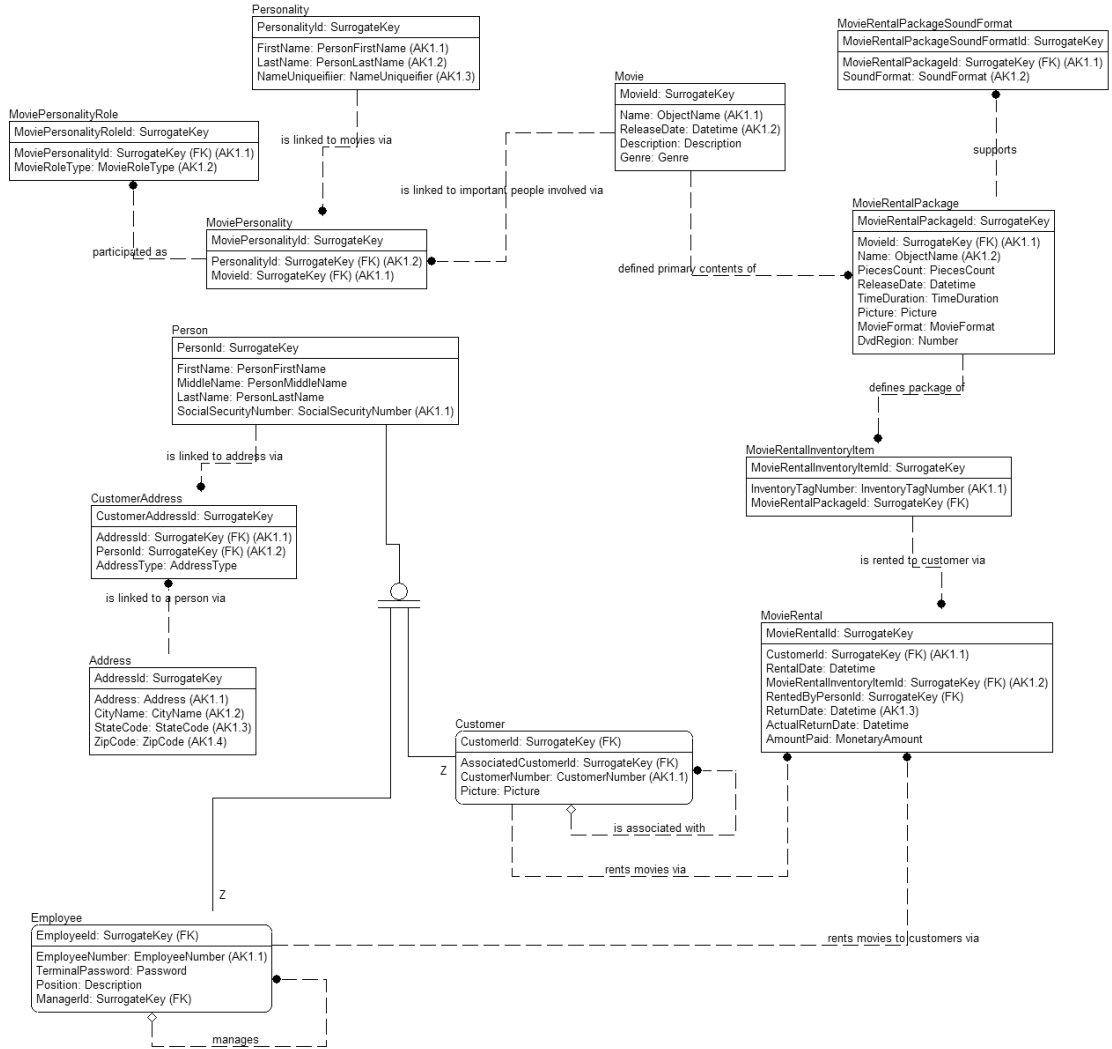 Personality
PersonalityId: SurrogateKey
FirstName: PersonFirstName (AK1.1)
LastName: PersonLastName (AK1.2)
NameUniqueifiier: NameUniqueifier (AK1.3)
is linked to movies via
MoviePersonalityRole
MoviePersonalityRoleId: SurrogateKey
MoviePersonalityId: SurrogateKey (FK) (AK1.1)
MovieRoleType: MovieRoleType (AK1.2)
participated as
MoviePersonality
MoviePersonalityId: SurrogateKey
PersonalityId: SurrogateKey (FK) (AK1.2)
MovieId: SurrogateKey (FK) (AK1.1)
is linked to important people involved via
Movie
MovieId: SurrogateKey
Name: ObjectName (AK1.1)
ReleaseDate: Datetime (AK1.2)
Description: Description
Genre: Genre
defined primary contents of
MovieRentalPackageSoundFormat
MovieRentalPackageSoundFormatId: SurrogateKey
MovieRentalPackageId: SurrogateKey (FK) (AK1.1)
SoundFormat: SoundFormat (AK1.2)
supports
MovieRentalPackage
MovieRentalPackageId: SurrogateKey
MovieId: SurrogateKey (FK) (AK1.1)
Name: ObjectName (AK1.2)
PiecesCount: PiecesCount
ReleaseDate: Datetime
TimeDuration: TimeDuration
Picture: Picture
MovieFormat: MovieFormat
DvdRegion: Number
defines package of
Person
PersonId: SurrogateKey
FirstName: PersonFirstName
MiddleName: PersonMiddleName
LastName: PersonLastName
SocialSecurityNumber: SocialSecurityNumber (AK1.1)
is linked to address via
CustomerAddress
CustomerAddressId: SurrogateKey
AddressId: SurrogateKey (FK) (AK1.1)
PersonId: SurrogateKey (FK) (AK1.2)
AddressType: AddressType
is linked to a person via
Address
AddressId: SurrogateKey
Address: Address (AK1.1)
CityName: CityName (AK1.2)
StateCode: StateCode (AK1.3)
ZipCode: ZipCode (AK1.4)
MovieRentalInventoryItem
MovieRentalInventoryItemId: SurrogateKey
InventoryTagNumber: InventoryTagNumber (AK1.1)
MovieRentalPackageId: SurrogateKey (FK)
is rented to customer via
MovieRental
MovieRentalId: SurrogateKey
CustomerId: SurrogateKey (FK) (AK1.1)
RentalDate: Datetime
MovieRentalInventoryItemId: SurrogateKey (FK) (AK1.2)
RentedByPersonId: SurrogateKey (FK)
ReturnDate: Datetime (AK1.3)
ActualReturnDate: Datetime
AmountPaid: MonetaryAmount
Customer
CustomerId: SurrogateKey (FK)
AssociatedCustomerId: SurrogateKey (FK)
CustomerNumber: CustomerNumber (AK1.1)
Picture: Picture
Z
is associated with
rents movies via
Z
Employee
EmployeeId: SurrogateKey (FK)
EmployeeNumber: EmployeeNumber (AK1.1)
TerminalPassword: Password
Position: Description
ManagerId: SurrogateKey (FK)
rents movies to customers via
manages